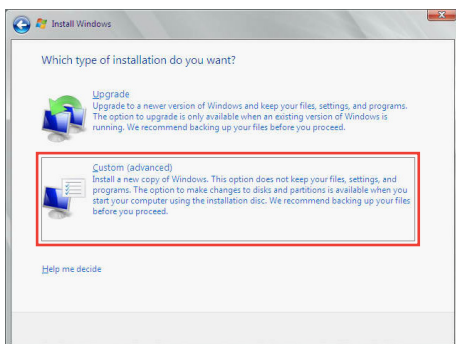 Install Windows
Which type of installation do you want?
Upgrade
Upgrade to a newer version of Windows and keep your files, settings, and programs.
The option to upgrade is only available when an existing version of Windows is
running. We recommend backing up your files before you proceed.
Custom (advanced)
Install a new copy of Windows. This option does not keep your files, settings, and
programs. The option to make changes to disks and partitions is available when you
start your computer using the installation disc. We recommend backing up your files
before you proceed.
Help me decide